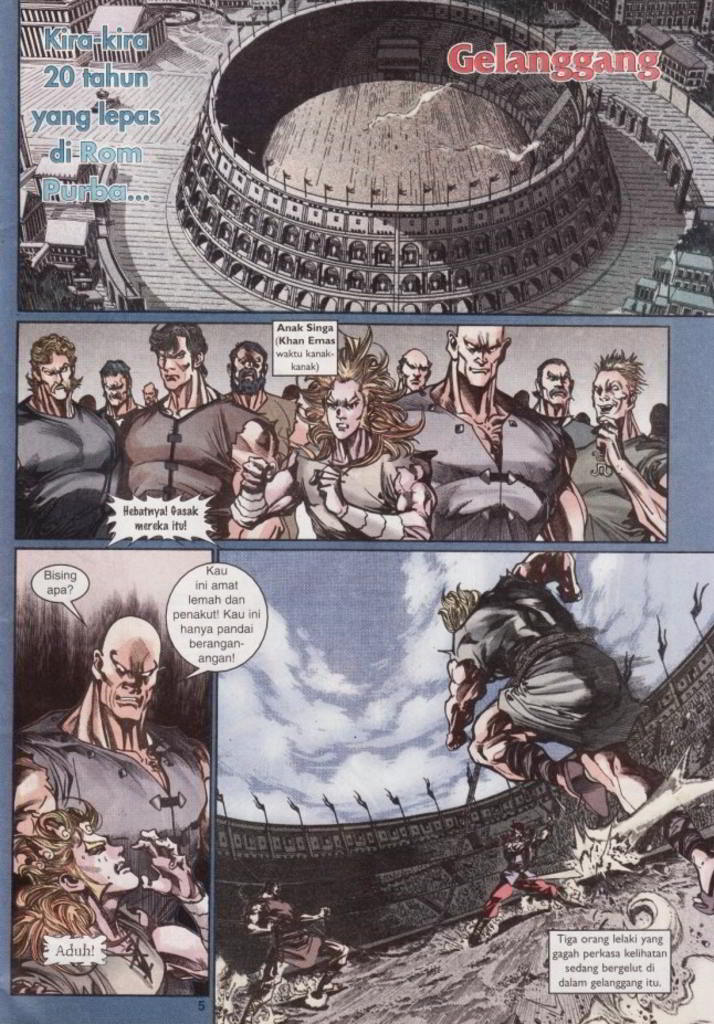 Kira-kira
20 tahun
yang lepas
di Rom
Purba...
Gelanggang
Anak Singa
(Khan Emas
waktu kanak-
kanak)
Hebatnya! Gasak
mereka itu!
Bising
apa?
Kau
ini amat
lemah dan
penakut! Kau ini
hanya pandai
berangan-
angan!
Aduh!
Tiga orang lelaki yang
gagah perkasa kelihatan
sedang bergelut di
dalam gelanggang itu.
5